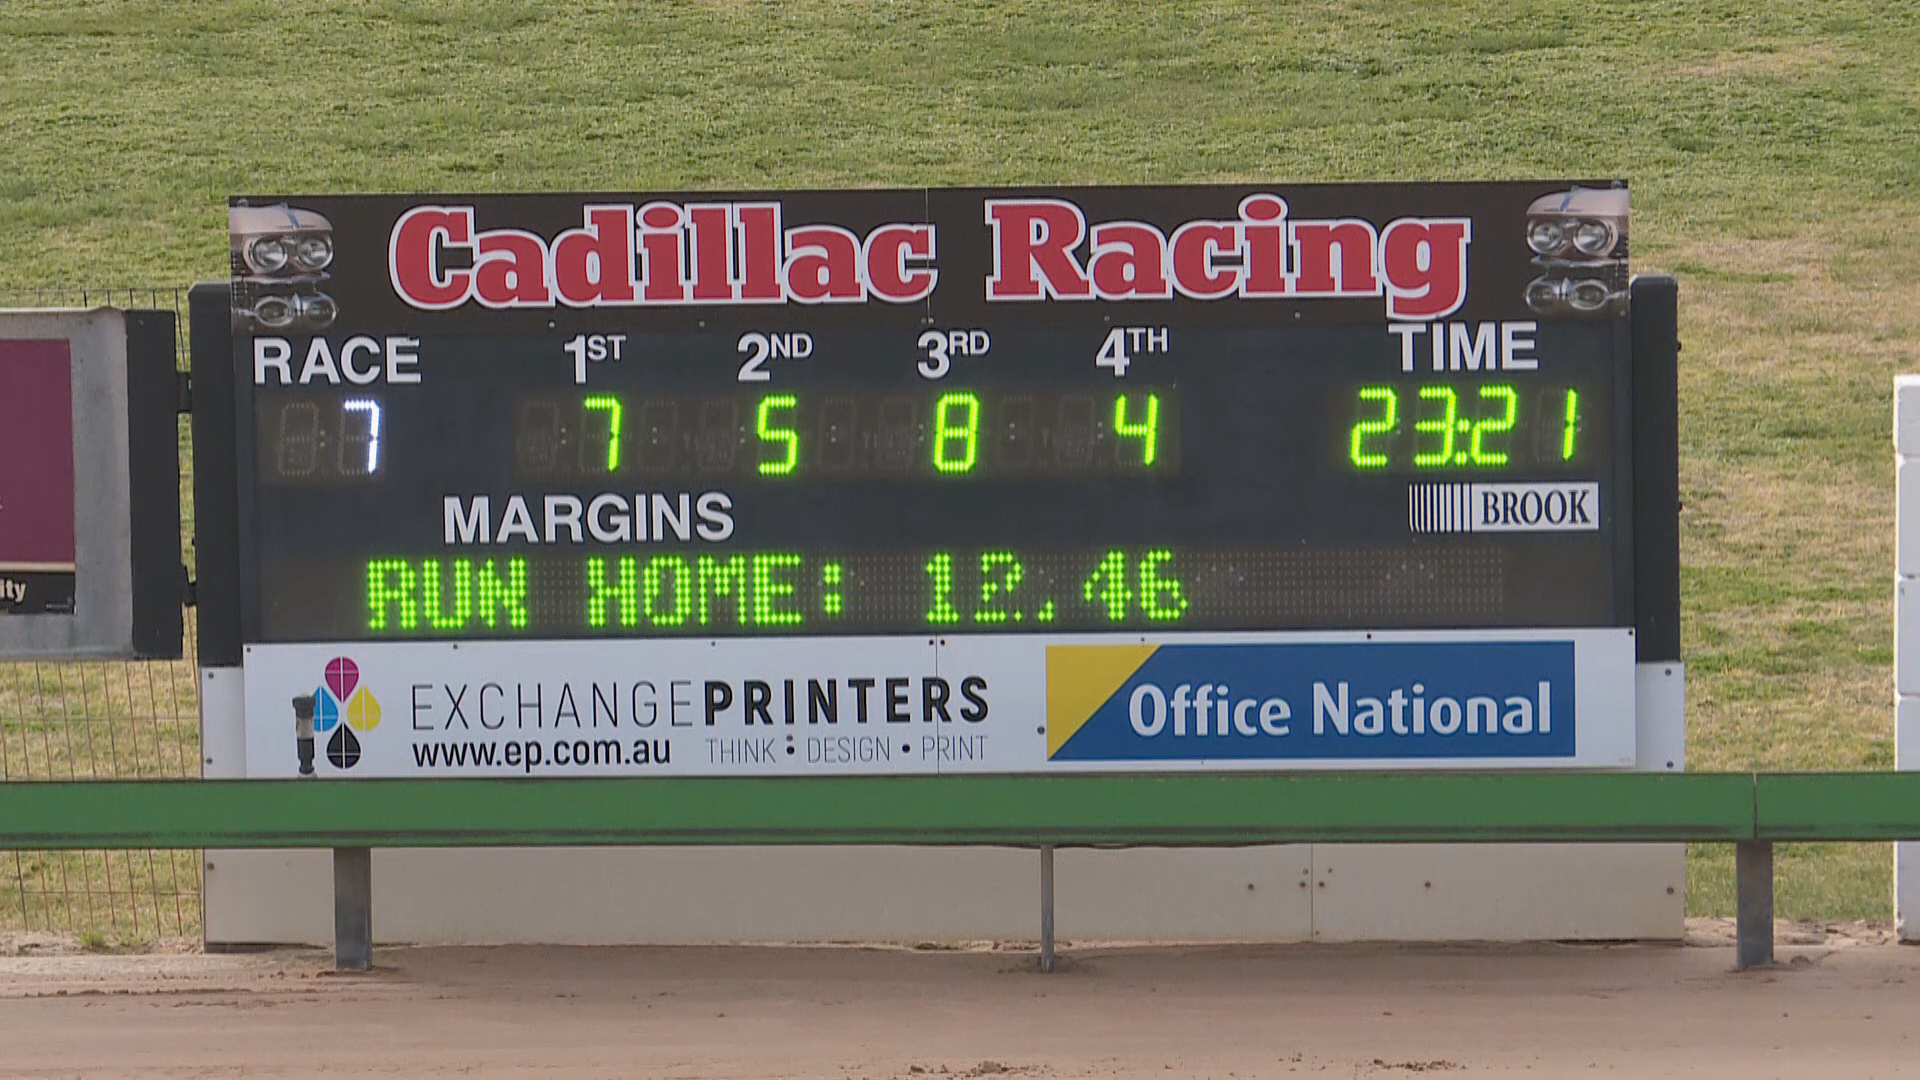 Cadillac Racing
RACE 1ST 2ND 3RD 4TH TIME
7 7 5 8 4 23:21
MARGINS
BROOK
RUN HOME: 12.46
ity
EXCHANGEPRINTERS
www.ep.com.au THINK : DESIGN • PRINT
Office National